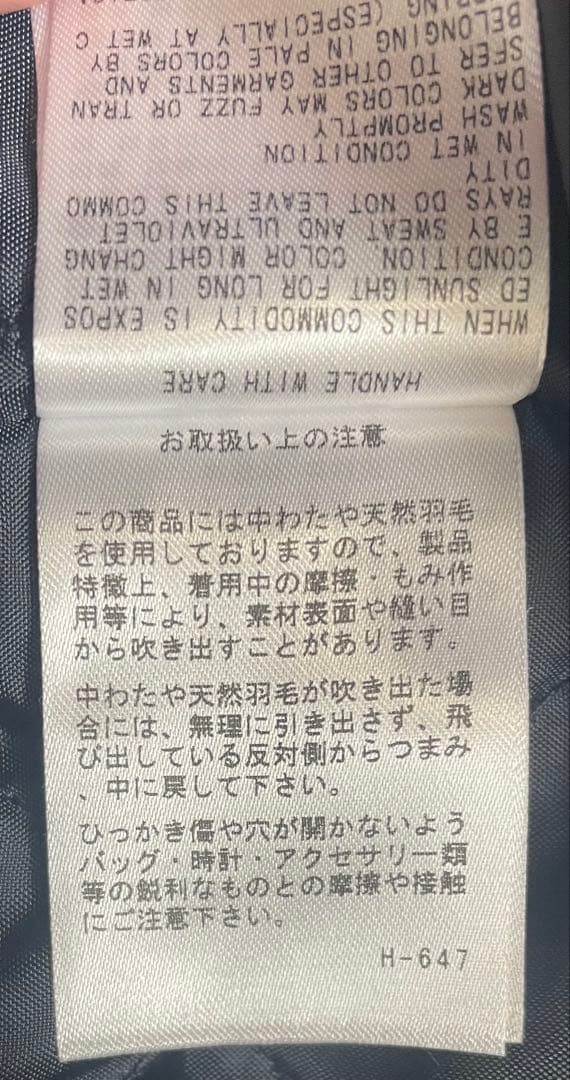 HANDLE WITH CARE
WHEN THIS COMMODITY IS EXPOS
ED SUNLIGHT FOR LONG IN WET
CONDITION. COLOR MIGHT CHANG
E BY SWEAT AND ULTRAVIOLET
RAYS DO NOT LEAVE THIS COMMO
DITY
IN WET CONDITION
WASH PROMPTLY
DARK COLORS MAY FUZZ OR TRAN
SFER TO OTHER GARMENTS AND
BELONGING IN PALE COLORS BY
(ESPECIALLY AT WET C
お取扱い上の注意
この商品には中わたや天然羽毛
を使用しておりますので、製品
特徴上、着用中の摩擦・もみ作
用等により、素材表面や縫い目
から吹き出すことがあります。
中わたや天然羽毛が吹き出た場
合には、無理に引き出さず、飛
び出している反対側からつまみ
、中に戻して下さい。
ひっかき傷や穴が開かないよう
バッグ・時計・アクセサリー類
等の鋭利なものとの摩擦や接触
にご注意下さい。
H-647